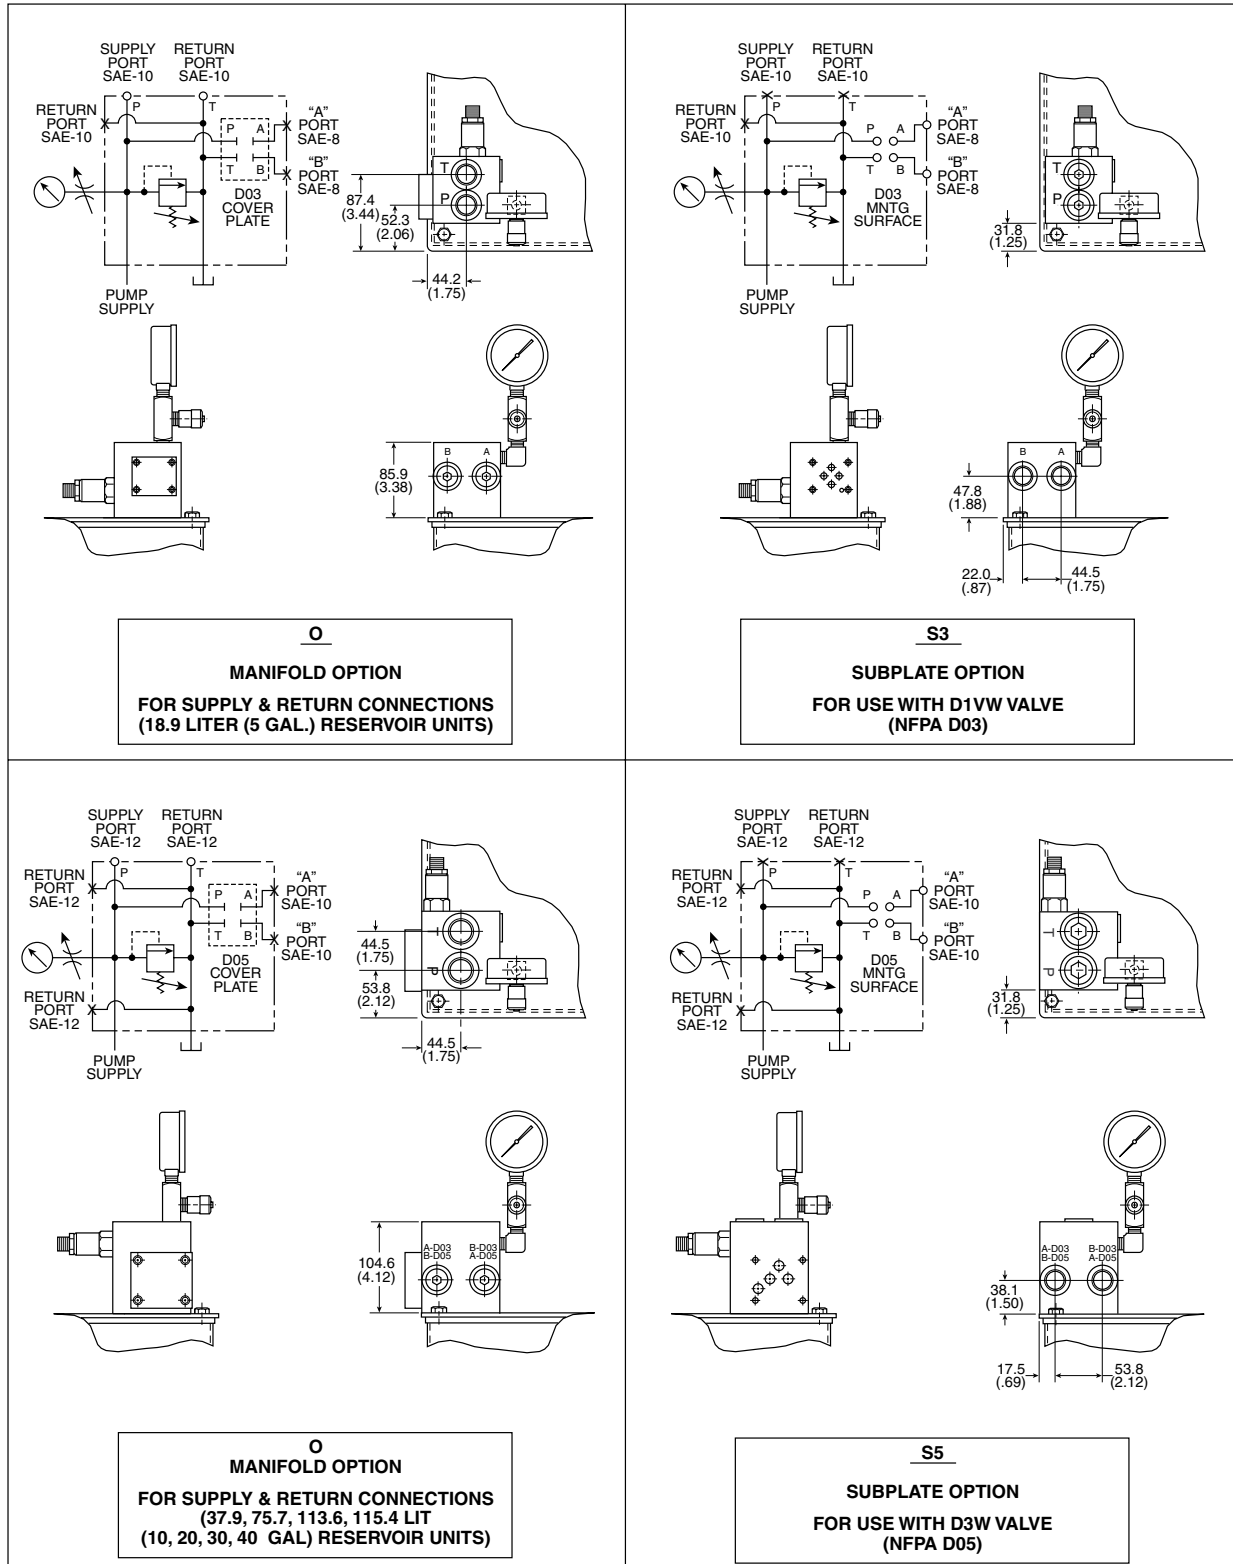 SUPPLY
PORT
SAE-10
RETURN
PORT
SAE-10
P
T
RETURN
PORT
SAE-10
P A
T B
"A"
PORT
SAE-8
"B"
PORT
SAE-8
D03
COVER
PLATE
PUMP
SUPPLY
T
P
87.4
(3.44)
52.3
(2.06)
44.2
(1.75)
85.9
(3.38)
B A
O
MANIFOLD OPTION
FOR SUPPLY & RETURN CONNECTIONS
(18.9 LITER (5 GAL.) RESERVOIR UNITS)
SUPPLY
PORT
SAE-10
RETURN
PORT
SAE-10
P
T
RETURN
PORT
SAE-10
P A
T B
"A"
PORT
SAE-8
"B"
PORT
SAE-8
D03
MNTG
SURFACE
PUMP
SUPPLY
T
P
31.8
(1.25)
B A
47.8
(1.88)
22.0
(.87)
44.5
(1.75)
S3
SUBPLATE OPTION
FOR USE WITH D1VW VALVE
(NFPA D03)
SUPPLY
PORT
SAE-12
RETURN
PORT
SAE-12
P
T
RETURN
PORT
SAE-12
P A
T B
"A"
PORT
SAE-10
"B"
PORT
SAE-10
D05
COVER
PLATE
RETURN
PORT
SAE-12
PUMP
SUPPLY
T
P
44.5
(1.75)
53.8
(2.12)
44.5
(1.75)
104.6
(4.12)
A-D03 B-D03
B-D05 A-D05
O
MANIFOLD OPTION
FOR SUPPLY & RETURN CONNECTIONS
(37.9, 75.7, 113.6, 115.4 LIT
(10, 20, 30, 40 GAL) RESERVOIR UNITS)
SUPPLY
PORT
SAE-12
RETURN
PORT
SAE-12
P
T
RETURN
PORT
SAE-12
P A
T B
"A"
PORT
SAE-10
"B"
PORT
SAE-10
D05
MNTG
SURFACE
RETURN
PORT
SAE-12
PUMP
SUPPLY
T
P
31.8
(1.25)
A-D03 B-D03
B-D05 A-D05
38.1
(1.50)
17.5
(.69)
53.8
(2.12)
S5
SUBPLATE OPTION
FOR USE WITH D3W VALVE
(NFPA D05)